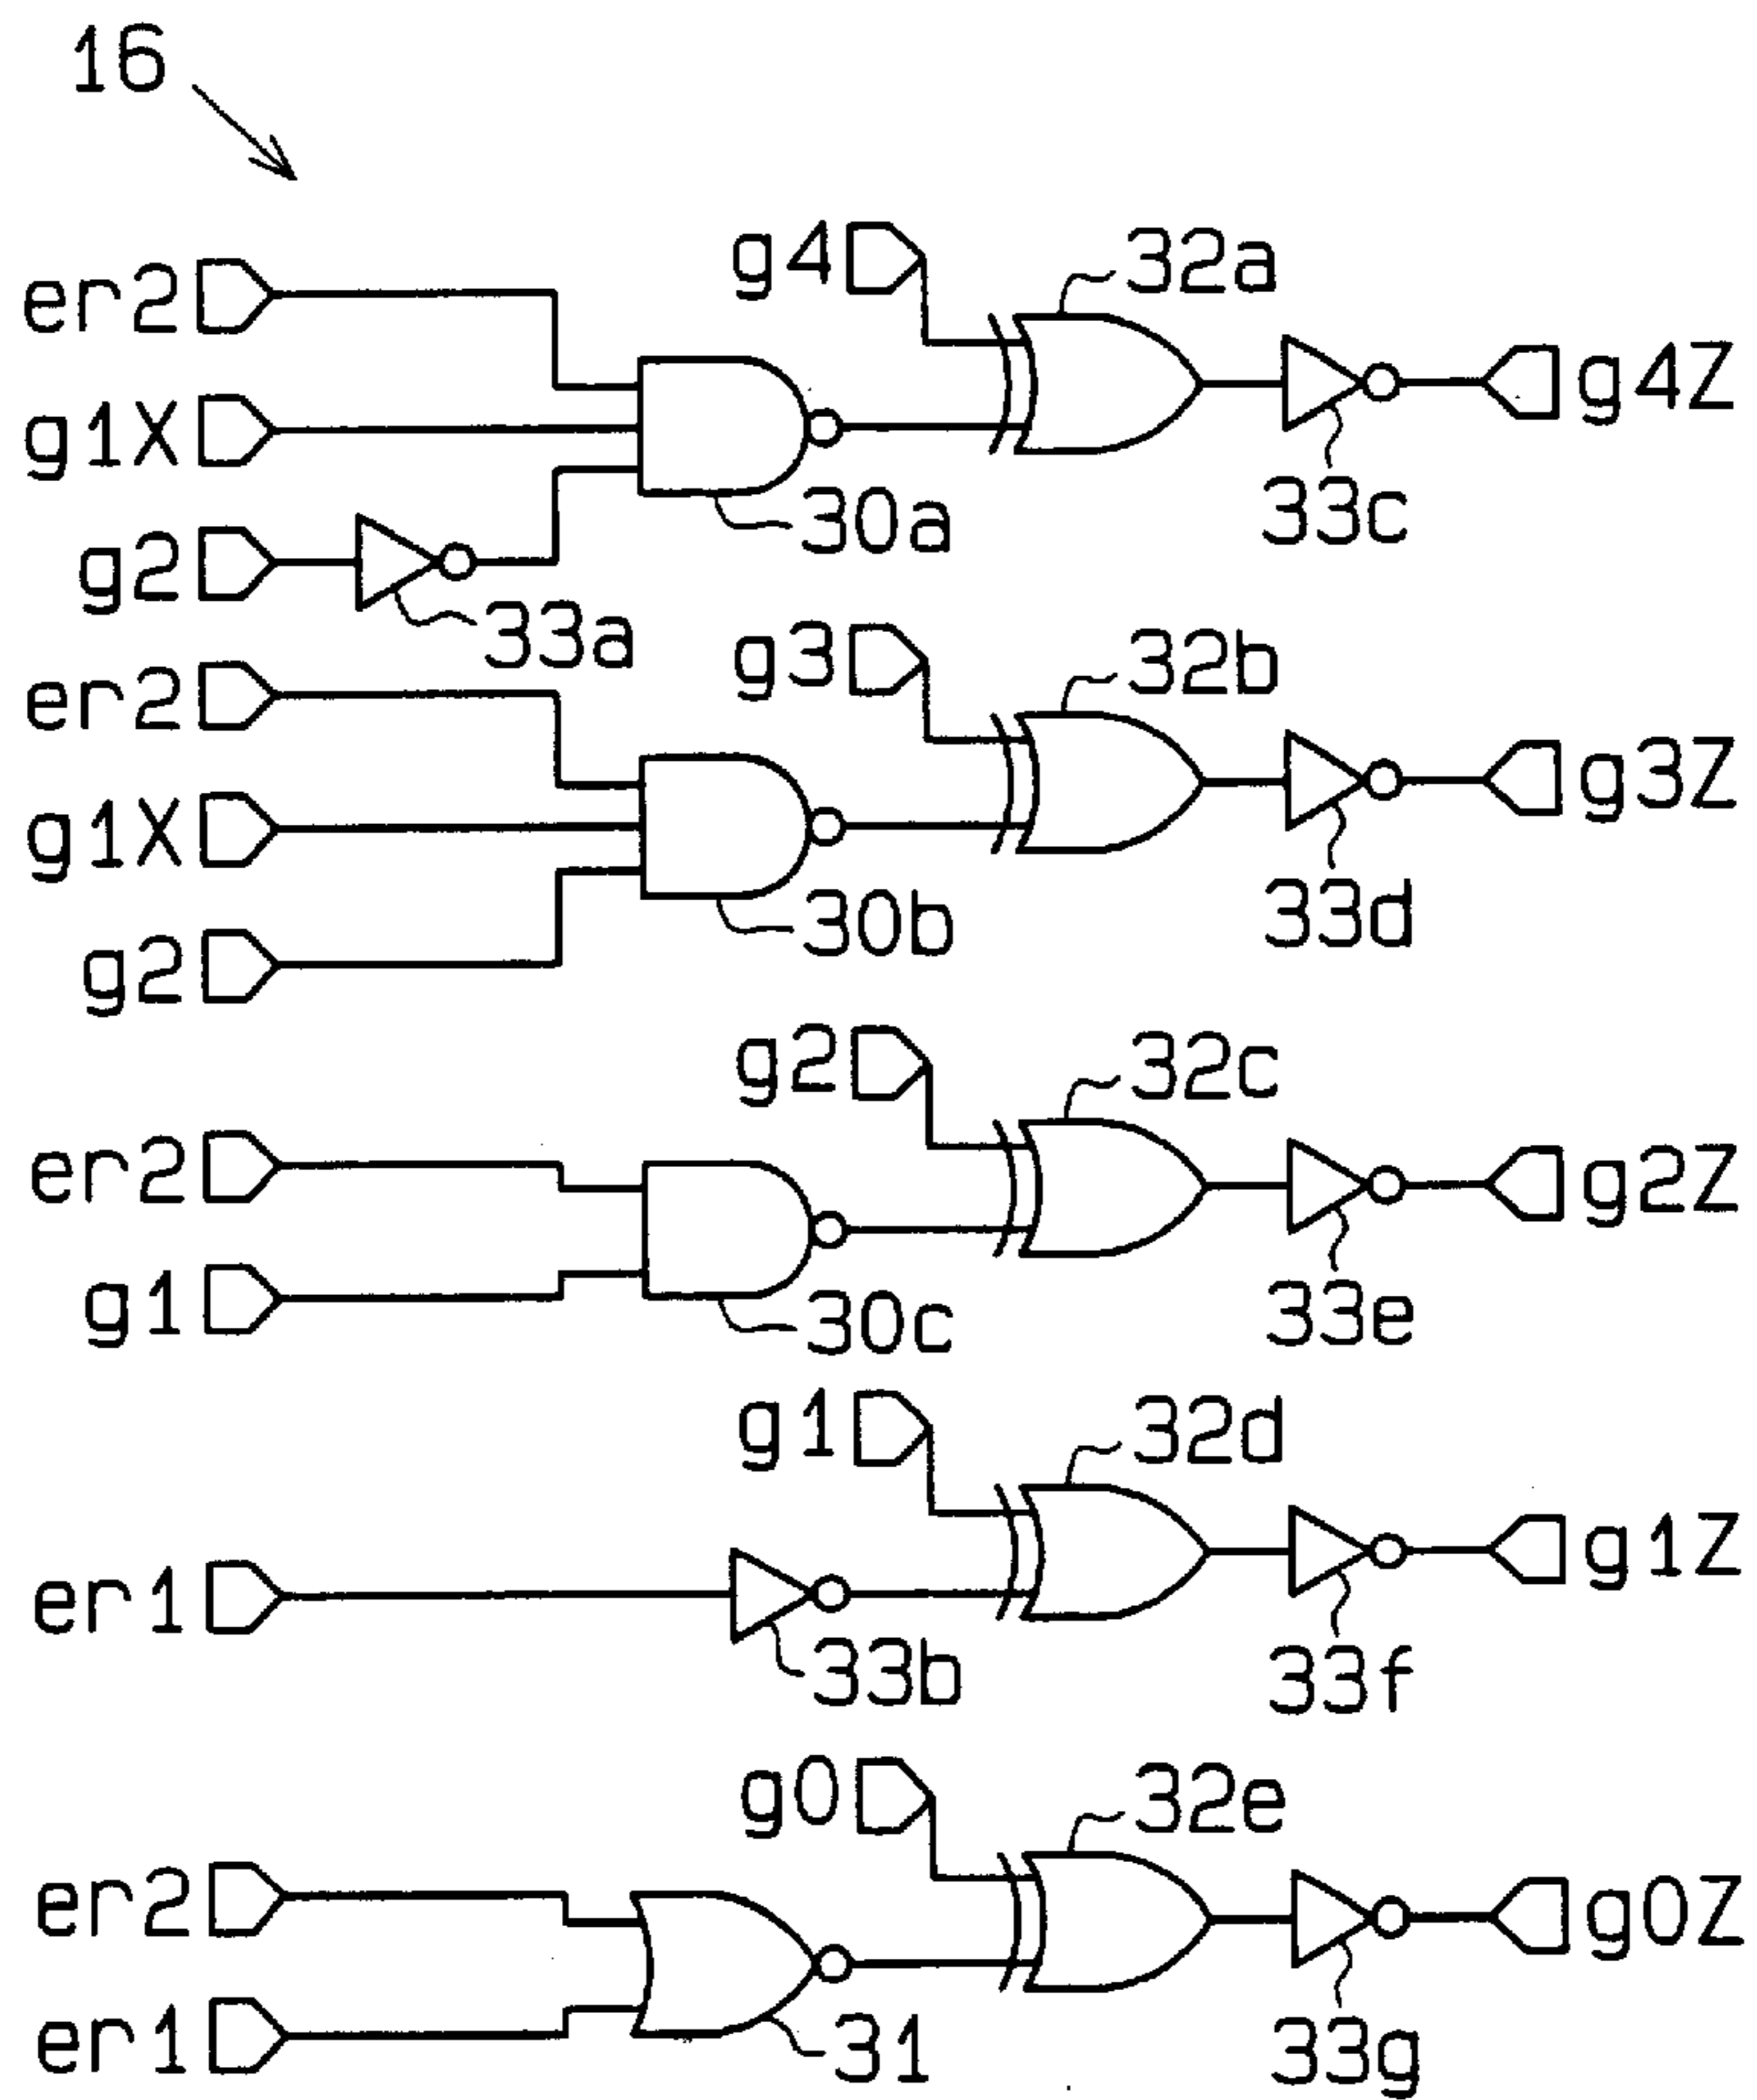 16
g4 32a
er2
g4Z
g1X
30a 33c
g2
33a
g3 32b
er2
g3Z
g1X
30b 33d
g2
g2 32c
er2 g2Z
g1 30c 33e
g1 32d
er1 g1Z
33b 33f
g0 32e
er2 g0Z
er1 31 33g